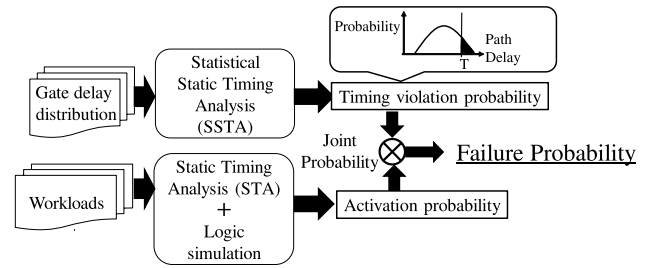 Probability
Path
Delay
T
Gate delay
distribution
Statistical
Static Timing
Analysis
(SSTA)
Timing violation probability
Joint
Probability
Failure Probability
Workloads
Static Timing
Analysis (STA)
+
Logic
simulation
Activation probability